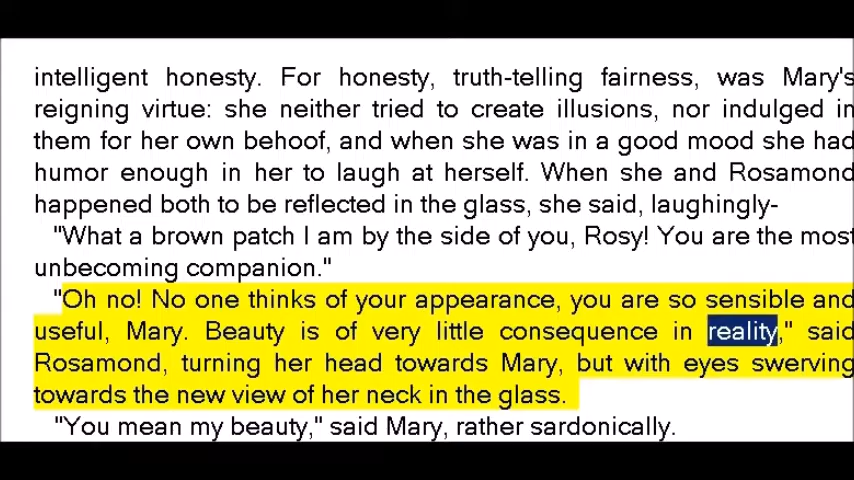 intelligent honesty. For honesty, truth-telling fairness, was Mary's
reigning virtue: she neither tried to create illusions, nor indulged in
them for her own behoof, and when she was in a good mood she had
humor enough in her to laugh at herself. When she and Rosamond
happened both to be reflected in the glass, she said, laughingly-
"What a brown patch I am by the side of you, Rosy! You are the most
unbecoming companion."
"Oh no! No one thinks of your appearance, you are so sensible and
useful, Mary. Beauty is of very little consequence in reality," said
Rosamond, turning her head towards Mary, but with eyes swerving
towards the new view of her neck in the glass.
"You mean my beauty," said Mary, rather sardonically.